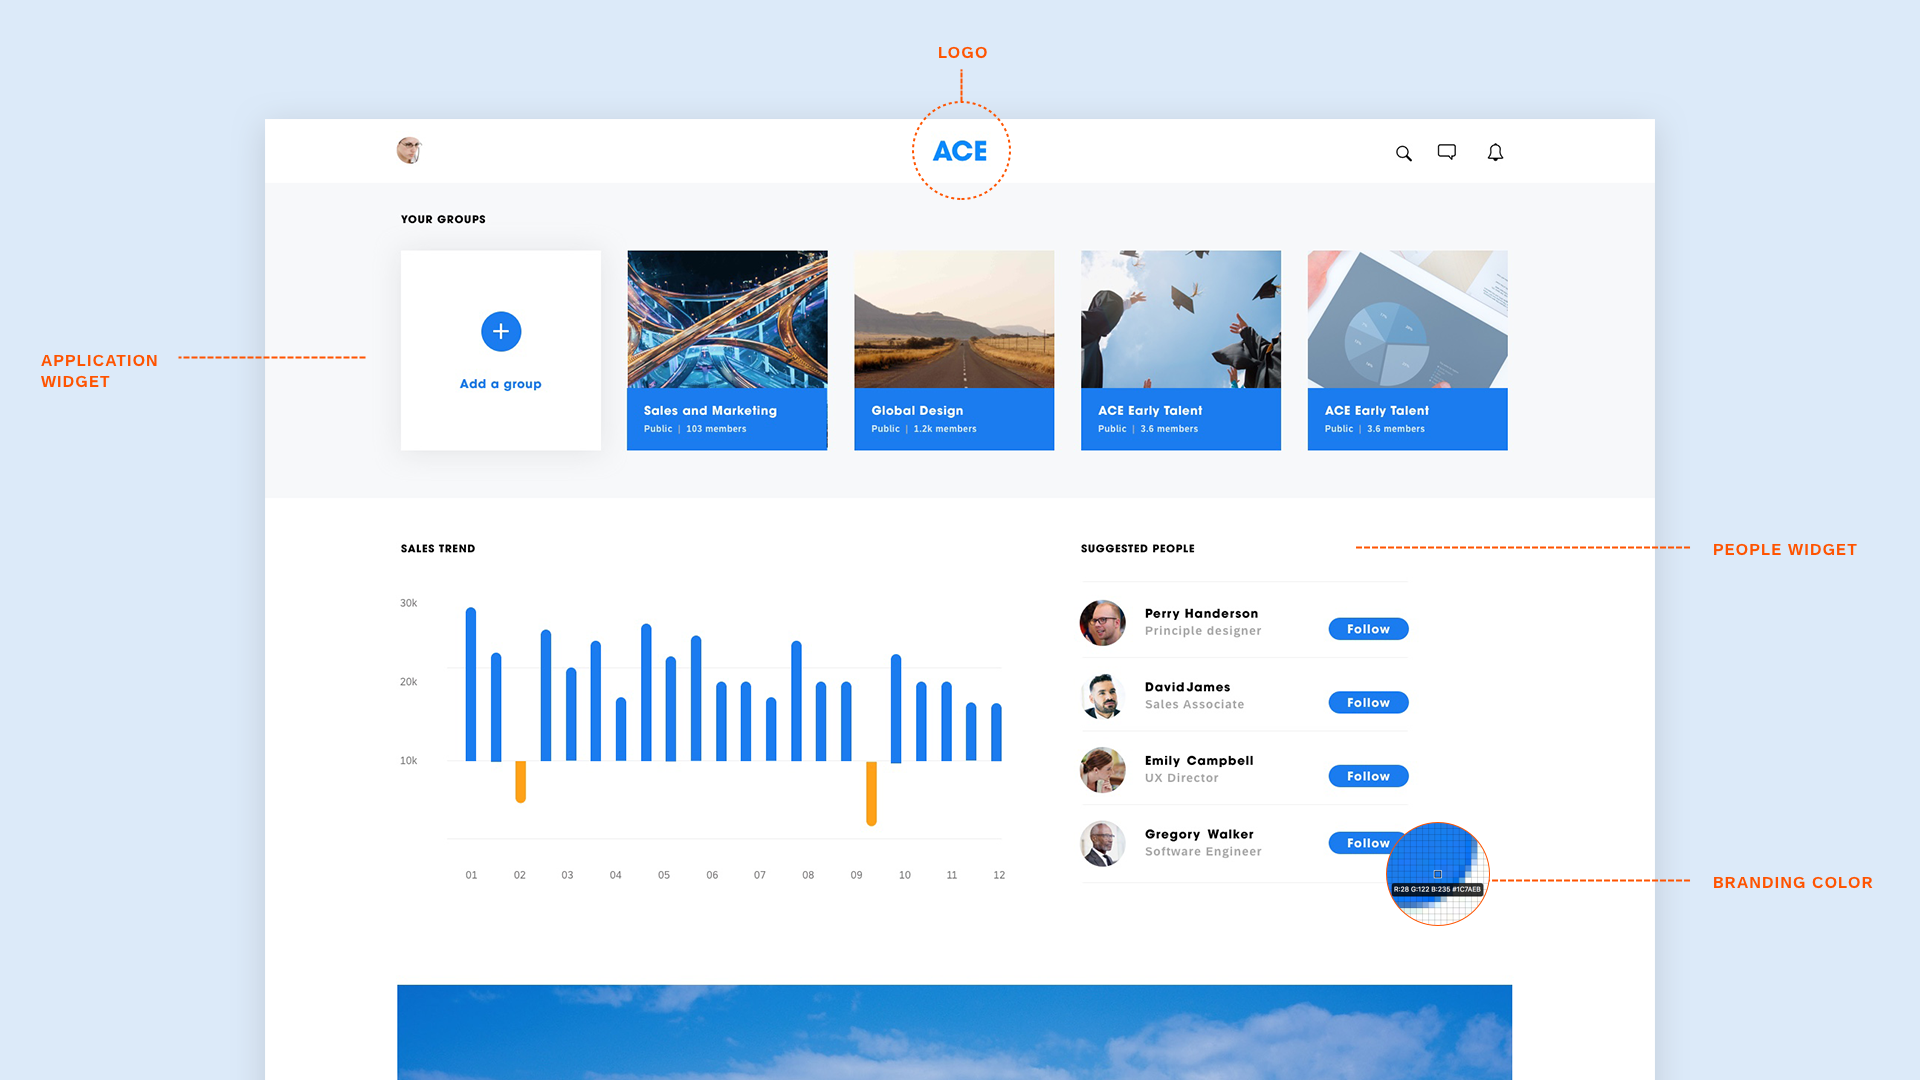 LOGO
ACE
YOUR GROUPS
Add a group
Sales and Marketing
Public | 103 members
Global Design
Public | 1.2k members
ACE Early Talent
Public | 3.6 members
ACE Early Talent
Public | 3.6 members
APPLICATION
WIDGET
SALES TREND
30k
20k
10k
01 02 03 04 05 06 07 08 09 10 11 12
SUGGESTED PEOPLE
PEOPLE WIDGET
Perry Handerson
Principle designer
Follow
David James
Sales Associate
Follow
Emily Campbell
UX Director
Follow
Gregory Walker
Software Engineer
Follow
R:28 G:122 B:235 #1C7AEB
BRANDING COLOR